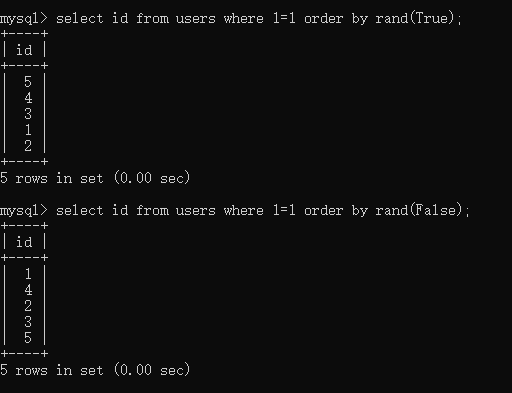 mysql> select id from users where 1=1 order by rand(True);
+----+
| id |
+----+
|  5 |
|  4 |
|  3 |
|  1 |
|  2 |
+----+
5 rows in set (0.00 sec)
mysql> select id from users where 1=1 order by rand(False);
+----+
| id |
+----+
|  1 |
|  4 |
|  2 |
|  3 |
|  5 |
+----+
5 rows in set (0.00 sec)